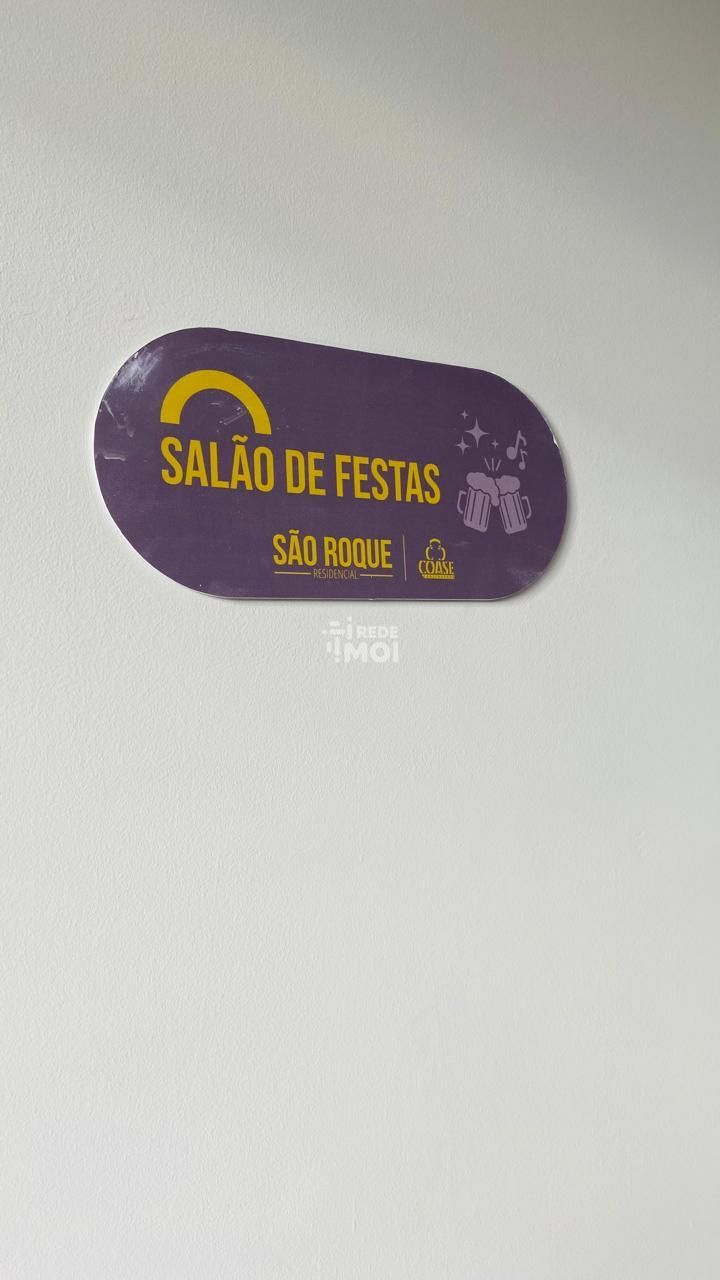 SALÃO DE FESTAS
SÃO ROQUE
RESIDENCIAL
COASE
REDE
MOI